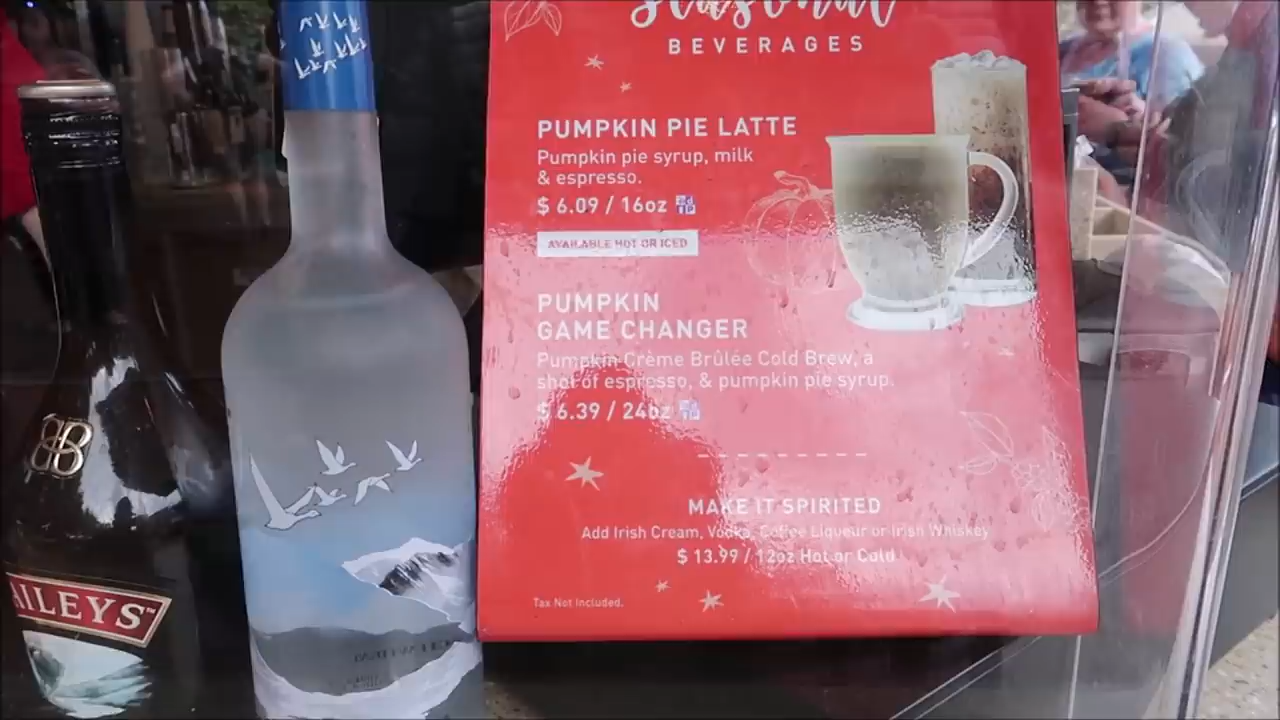 Seasonal
BEVERAGES
PUMPKIN PIE LATTE
Pumpkin pie syrup, milk
& espresso.
$ 6.09 / 16oz
AVAILABLE HOT OR ICED
PUMPKIN
GAME CHANGER
Pumpkin Crème Brûlée Cold Brew, a
shot of espresso, & pumpkin pie syrup.
$ 6.39 / 24oz
MAKE IT SPIRITED
Add Irish Cream, Vodka, Coffee Liqueur or Irish Whiskey
$ 13.99 / 12oz Hot or Cold
Tax Not Included.
AILEYS™